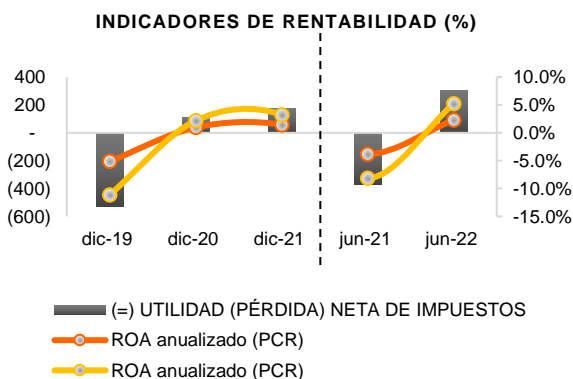 INDICADORES DE RENTABILIDAD (%)
400
200
-
(200)
(400)
(600)
10.0%
5.0%
0.0%
-5.0%
-10.0%
-15.0%
dic-19 dic-20 dic-21 jun-21 jun-22
(=) UTILIDAD (PÉRDIDA) NETA DE IMPUESTOS
ROA anualizado (PCR)
ROA anualizado (PCR)